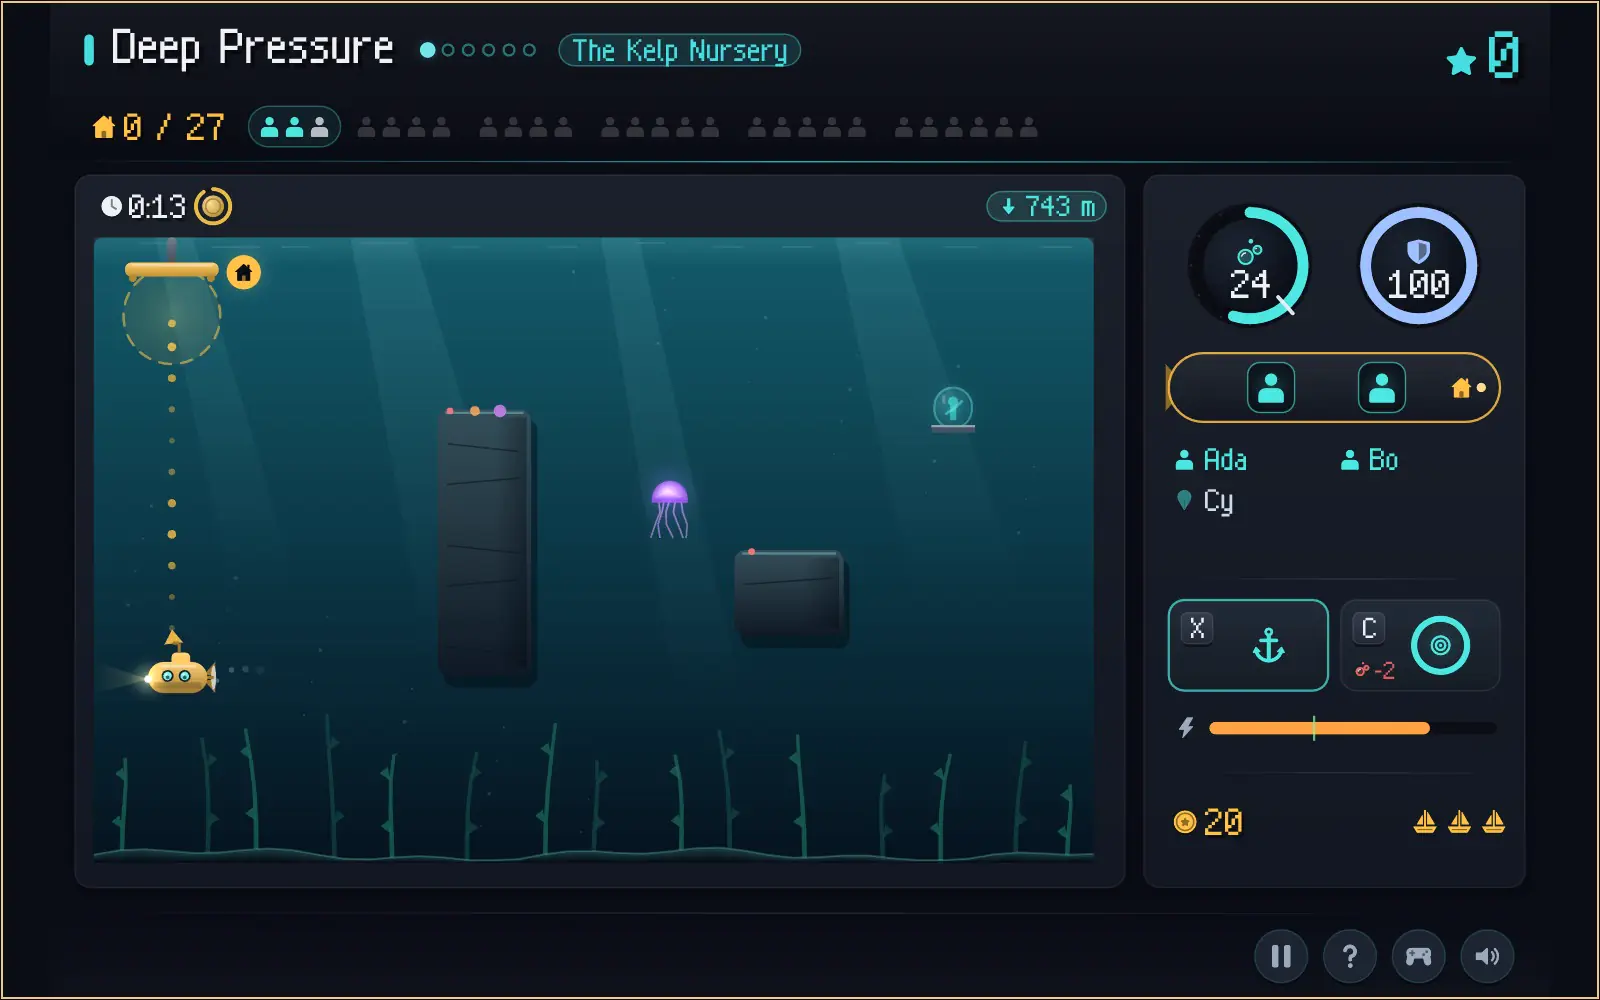 Deep Pressure
The Kelp Nursery
0
0 / 27
0:13
743 m
24
100
Ada
Bo
Cy
X
C
-2
20
?